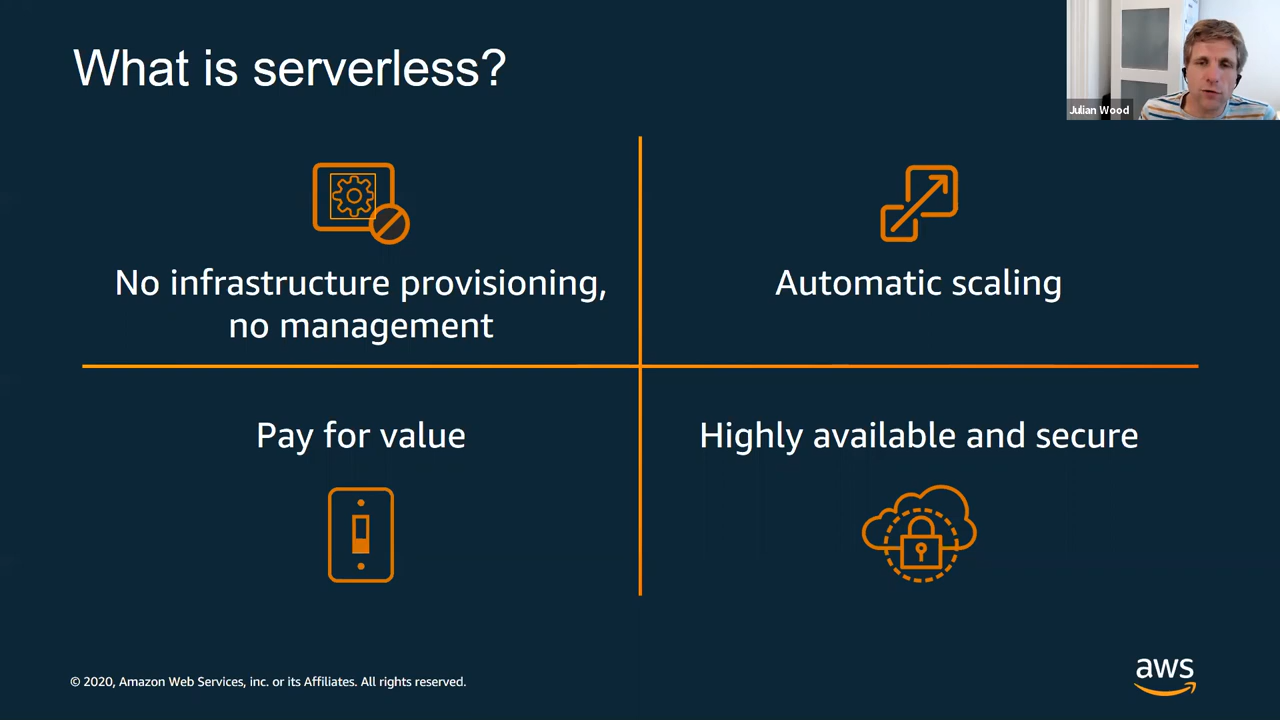 What is serverless?
Julian Wood
No infrastructure provisioning,
no management
Automatic scaling
Pay for value
Highly available and secure
© 2020, Amazon Web Services, inc. or its Affiliates. All rights reserved.
aws